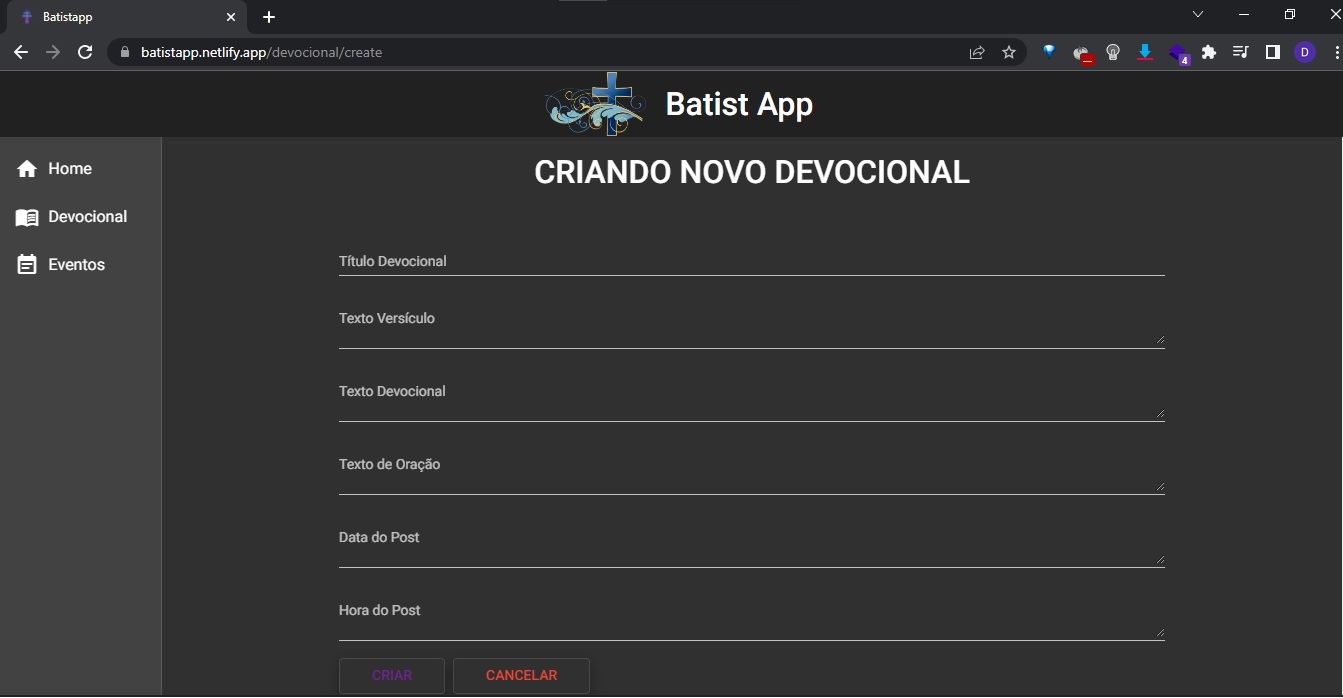 Batistapp
batistapp.netlify.app/devocional/create
4
D
Batist App
Home
Devocional
Eventos
CRIANDO NOVO DEVOCIONAL
Título Devocional
Texto Versículo
Texto Devocional
Texto de Oração
Data do Post
Hora do Post
CRIAR CANCELAR